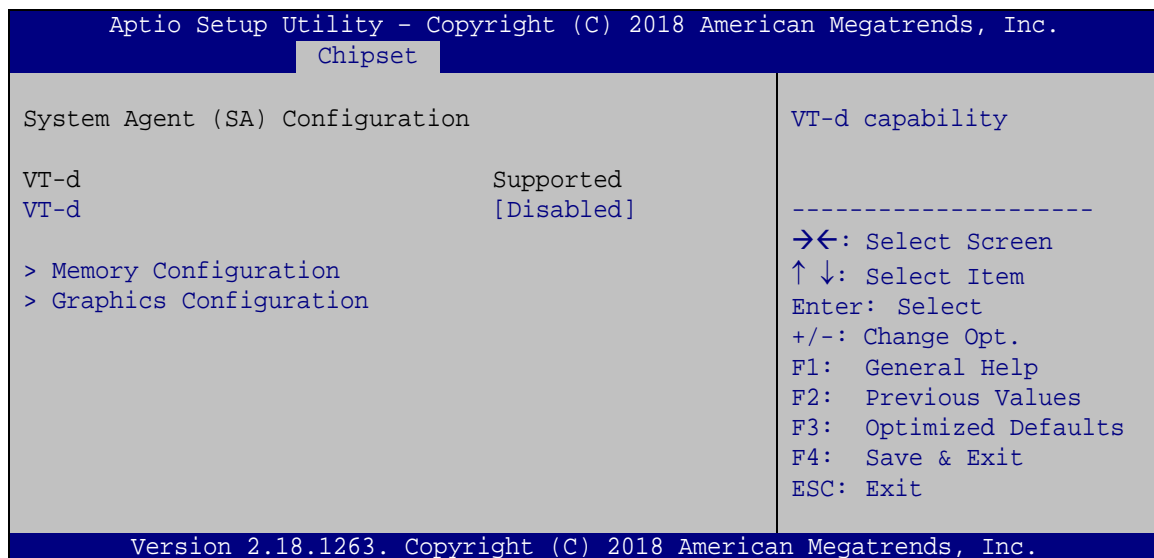 Aptio Setup Utility – Copyright (C) 2018 American Megatrends, Inc.
Chipset
System Agent (SA) Configuration
VT-d Supported
VT-d [Disabled]
> Memory Configuration
> Graphics Configuration
VT-d capability
---------------------
→←: Select Screen
↑ ↓: Select Item
Enter: Select
+/-: Change Opt.
F1: General Help
F2: Previous Values
F3: Optimized Defaults
F4: Save & Exit
ESC: Exit
Version 2.18.1263. Copyright (C) 2018 American Megatrends, Inc.